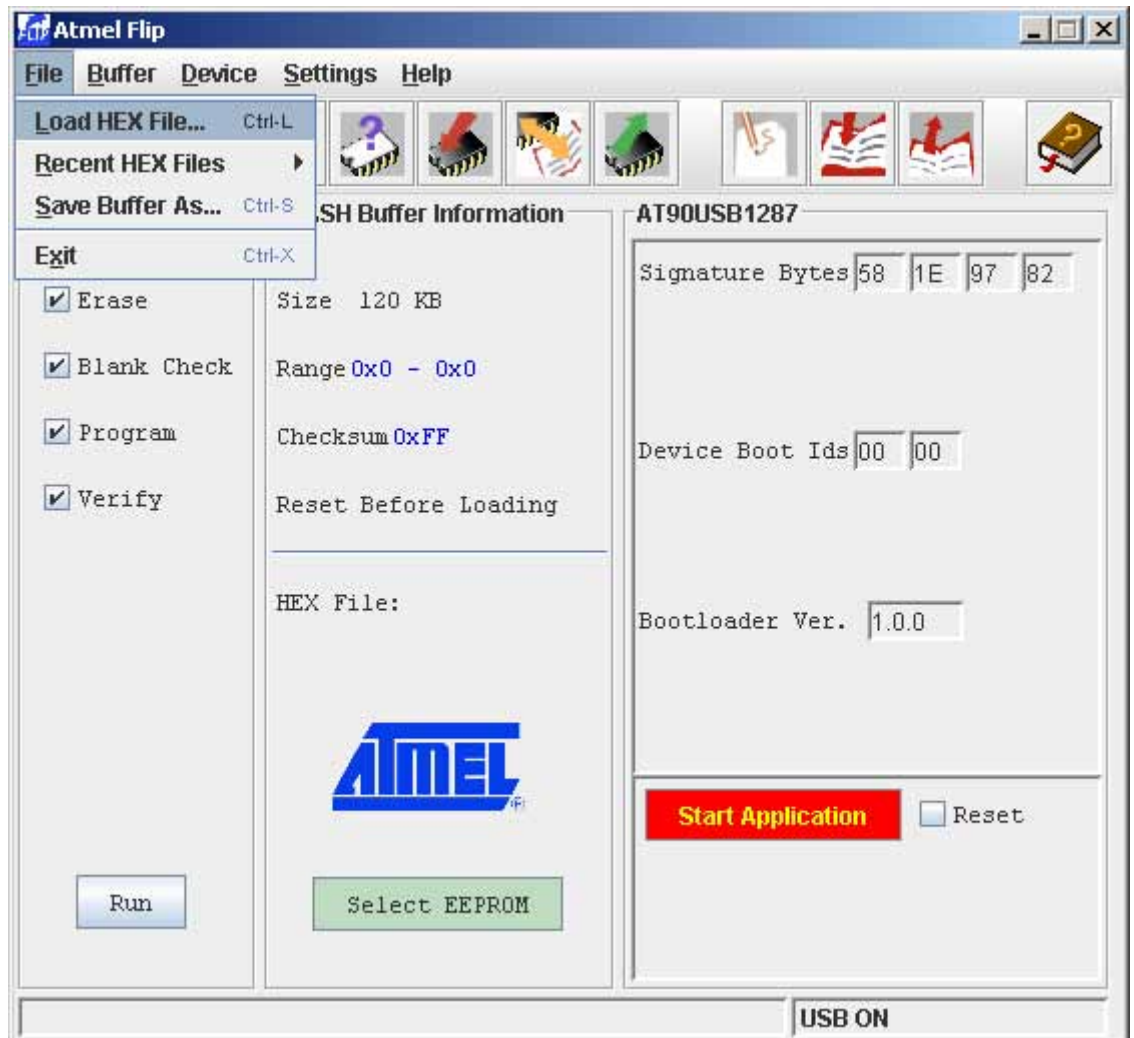 Atmel Flip
File Buffer Device Settings Help
Load HEX File... Ctrl-L
Recent HEX Files
Save Buffer As... Ctrl-S
Exit Ctrl-X
SH Buffer Information
AT90USB1287
Signature Bytes 58 1E 97 82
Erase
Size 120 KB
Blank Check
Range 0x0 - 0x0
Program
Checksum 0xFF
Device Boot Ids 00 00
Verify
Reset Before Loading
HEX File:
Bootloader Ver. 1.0.0
ATMEL
Start Application Reset
Run
Select EEPROM
USB ON